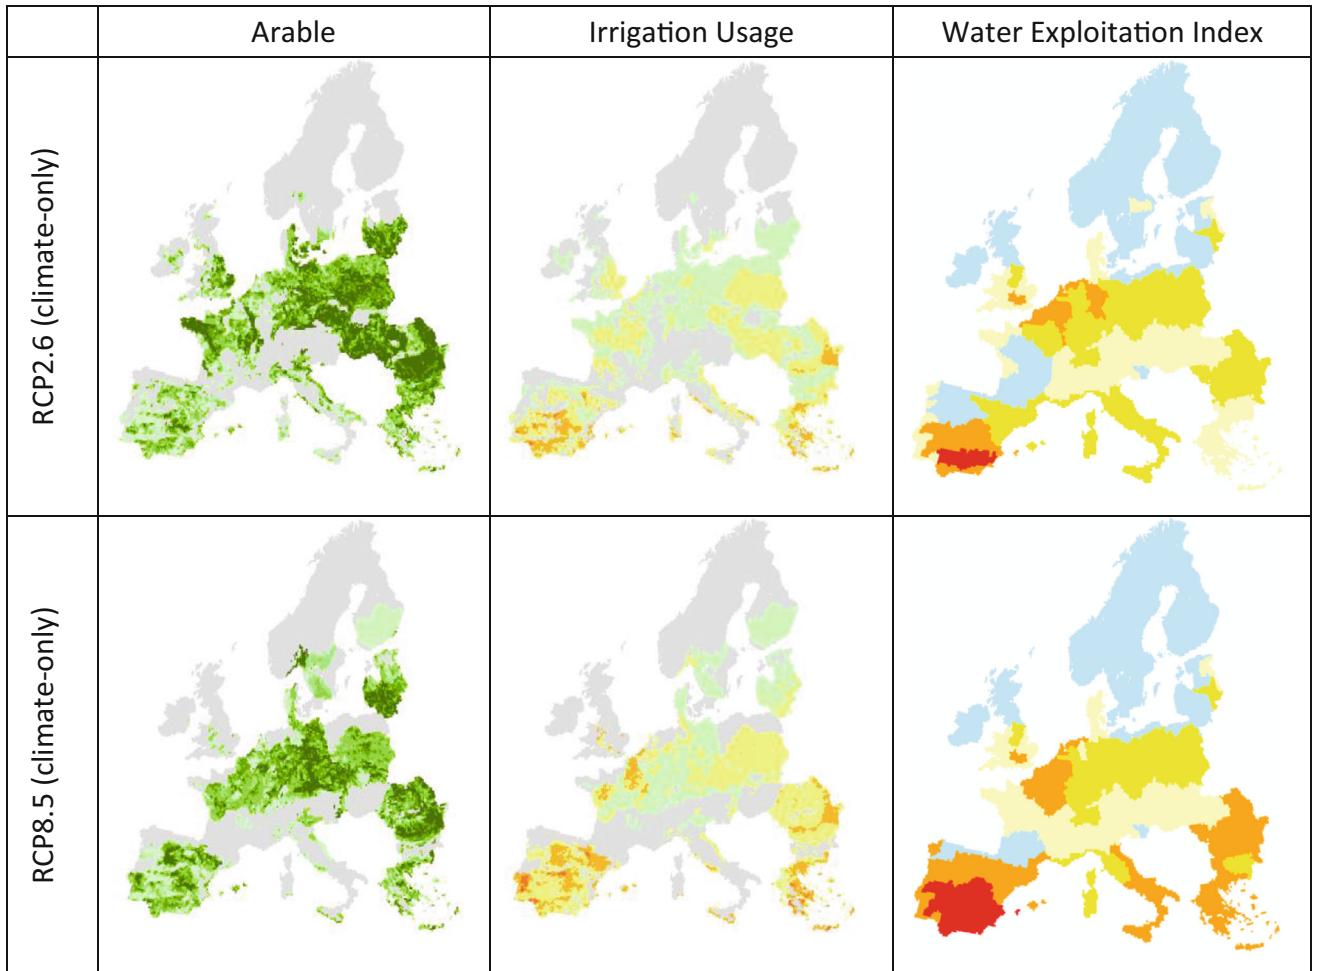 Arable
Irrigation Usage
Water Exploitation Index
RCP2.6 (climate-only)
RCP8.5 (climate-only)